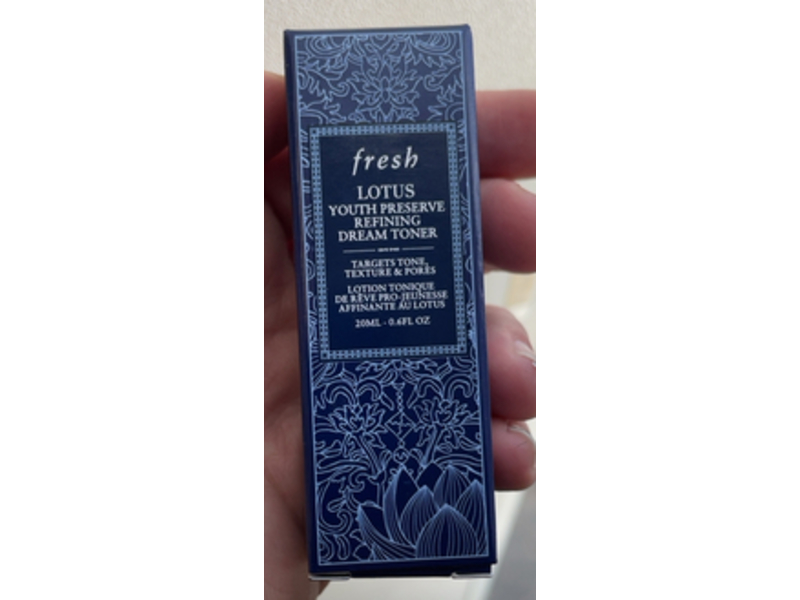 fresh
LOTUS
YOUTH PRESERVE
REFINING
DREAM TONER
TARGETS TONE,
TEXTURE & PORES
LOTION TONIQUE
DE RÊVE PRO-JEUNESSE
AFFINANTE AU LOTUS
20ML - 0.6FL OZ